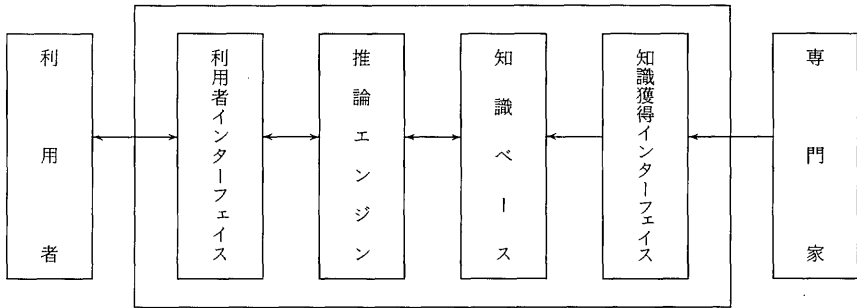 利用者
利用者インターフェイス
推論エンジン
知識ベース
知識獲得インターフェイス
専門家